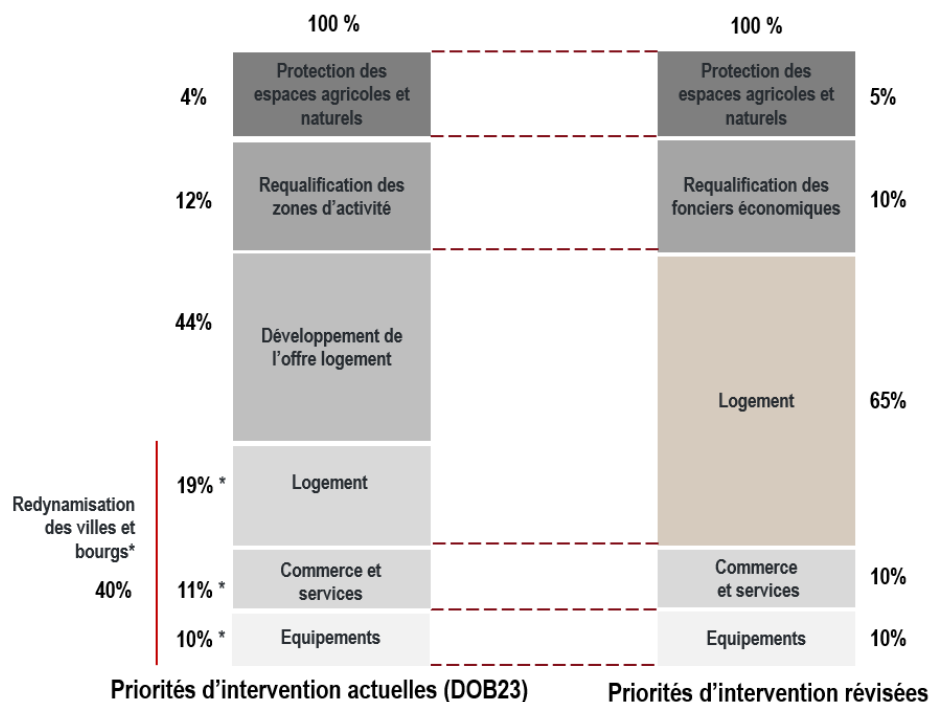 100 %
100 %
4%
Protection des
espaces agricoles et
naturels
Protection des
espaces agricoles et
naturels
5%
12%
Requalification des
zones d’activité
Requalification des
fonciers économiques
10%
44%
Développement de
l’offre logement
Logement
65%
Redynamisation
des villes et
bourgs*
40%
19% *
Logement
11% *
Commerce et
services
Commerce
et services
10%
10% *
Equipements
Equipements
10%
Priorités d’intervention actuelles (DOB23)
Priorités d’intervention révisées